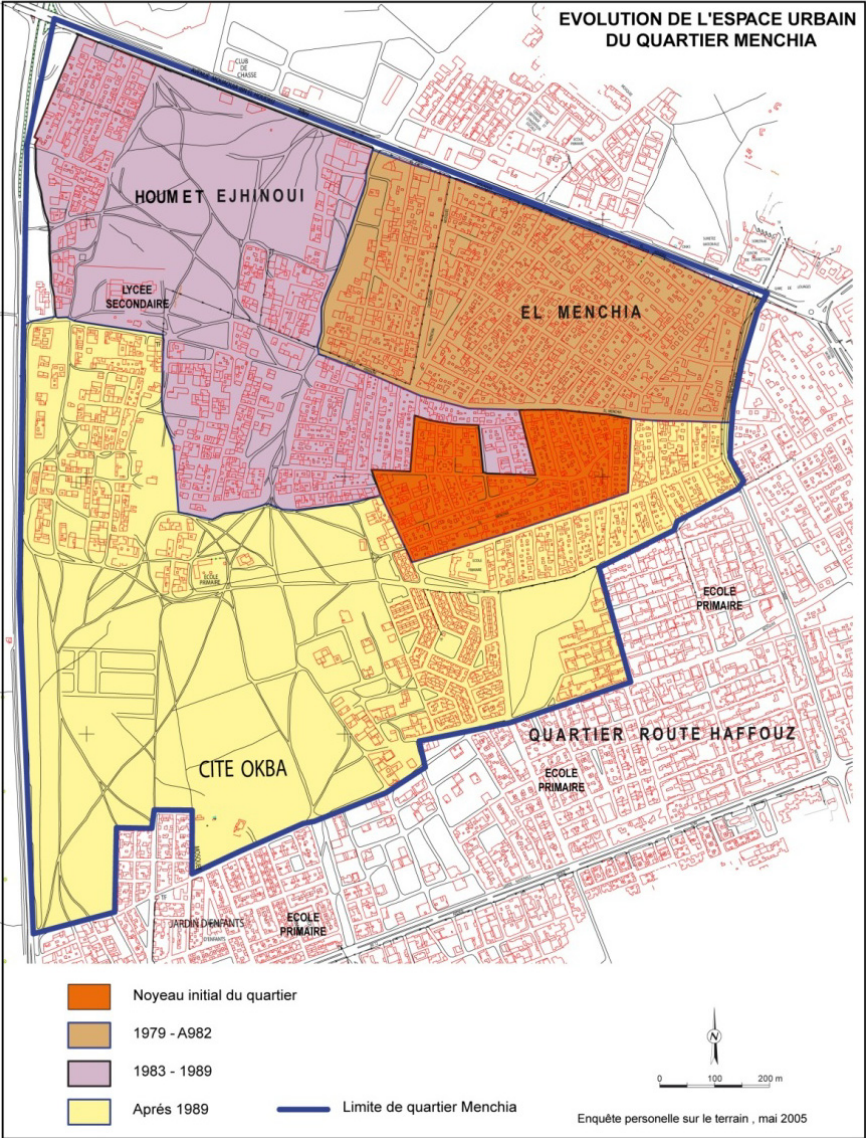 EVOLUTION DE L'ESPACE URBAIN
DU QUARTIER MENCHIA
CLUB
DE
CHASSE
HOUMET EJHINOUI
LYCEE
SECONDAIRE
EL MENCHIA
ECOLE
PRIMAIRE
ECOLE
PRIMAIRE
QUARTIER ROUTE HAFFOUZ
CITE OKBA
ECOLE
PRIMAIRE
JARDIN D'ENFANTS
D'ENFANTS
ECOLE
PRIMAIRE
Noyeau initial du quartier
1979 - A982
1983 - 1989
Aprés 1989
Limite de quartier Menchia
N
0 100 200 m
Enquête personelle sur le terrain , mai 2005